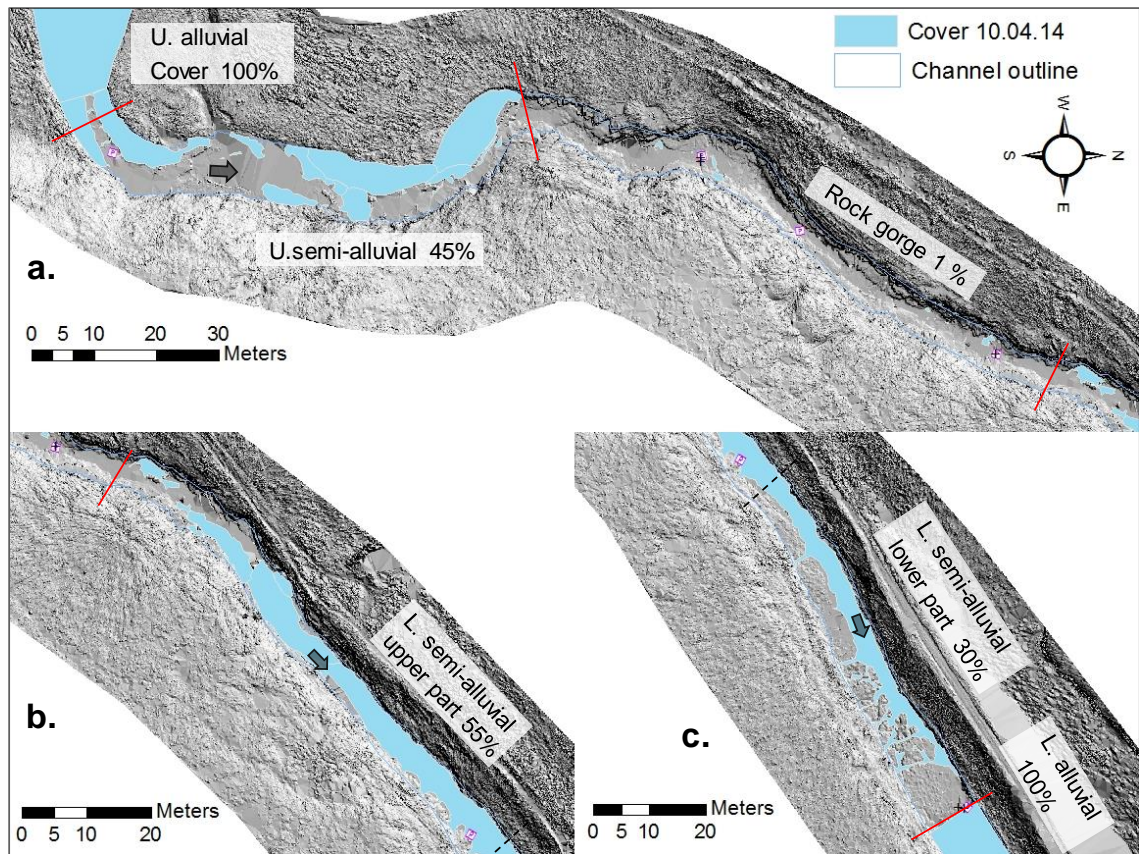 U. alluvial
Cover 100%
Cover 10.04.14
Channel outline
W
S
N
E
Rock gorge 1 %
U.semi-alluvial 45%
a.
0 5 10 20 30
Meters
L. semi-alluvial
upper part 55%
b.
0 5 10 20
Meters
L. semi-alluvial
lower part 30%
c.
L. alluvial
100%
0 5 10 20
Meters